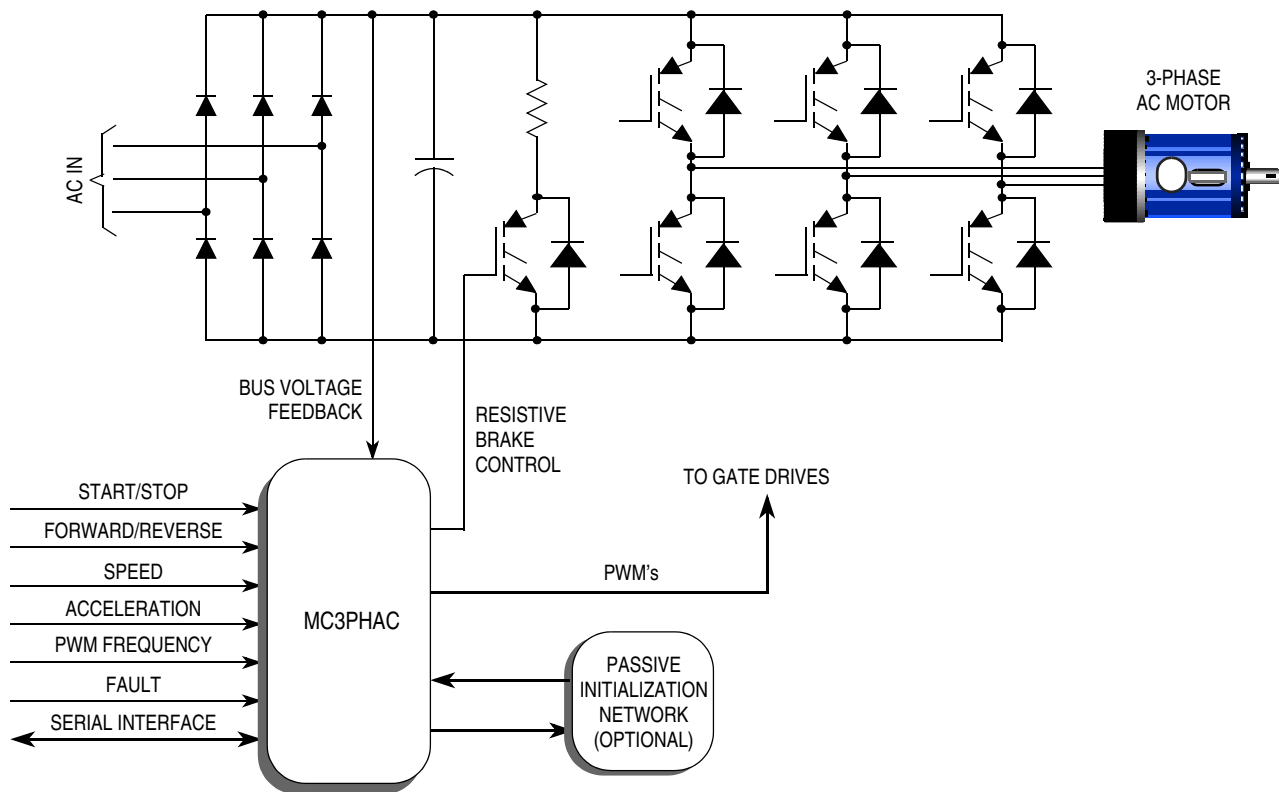 3-PHASE
AC MOTOR
AC IN
BUS VOLTAGE
FEEDBACK
RESISTIVE
BRAKE
CONTROL
TO GATE DRIVES
START/STOP
FORWARD/REVERSE
SPEED
ACCELERATION
PWM FREQUENCY
FAULT
SERIAL INTERFACE
MC3PHAC
PWM's
PASSIVE
INITIALIZATION
NETWORK
(OPTIONAL)